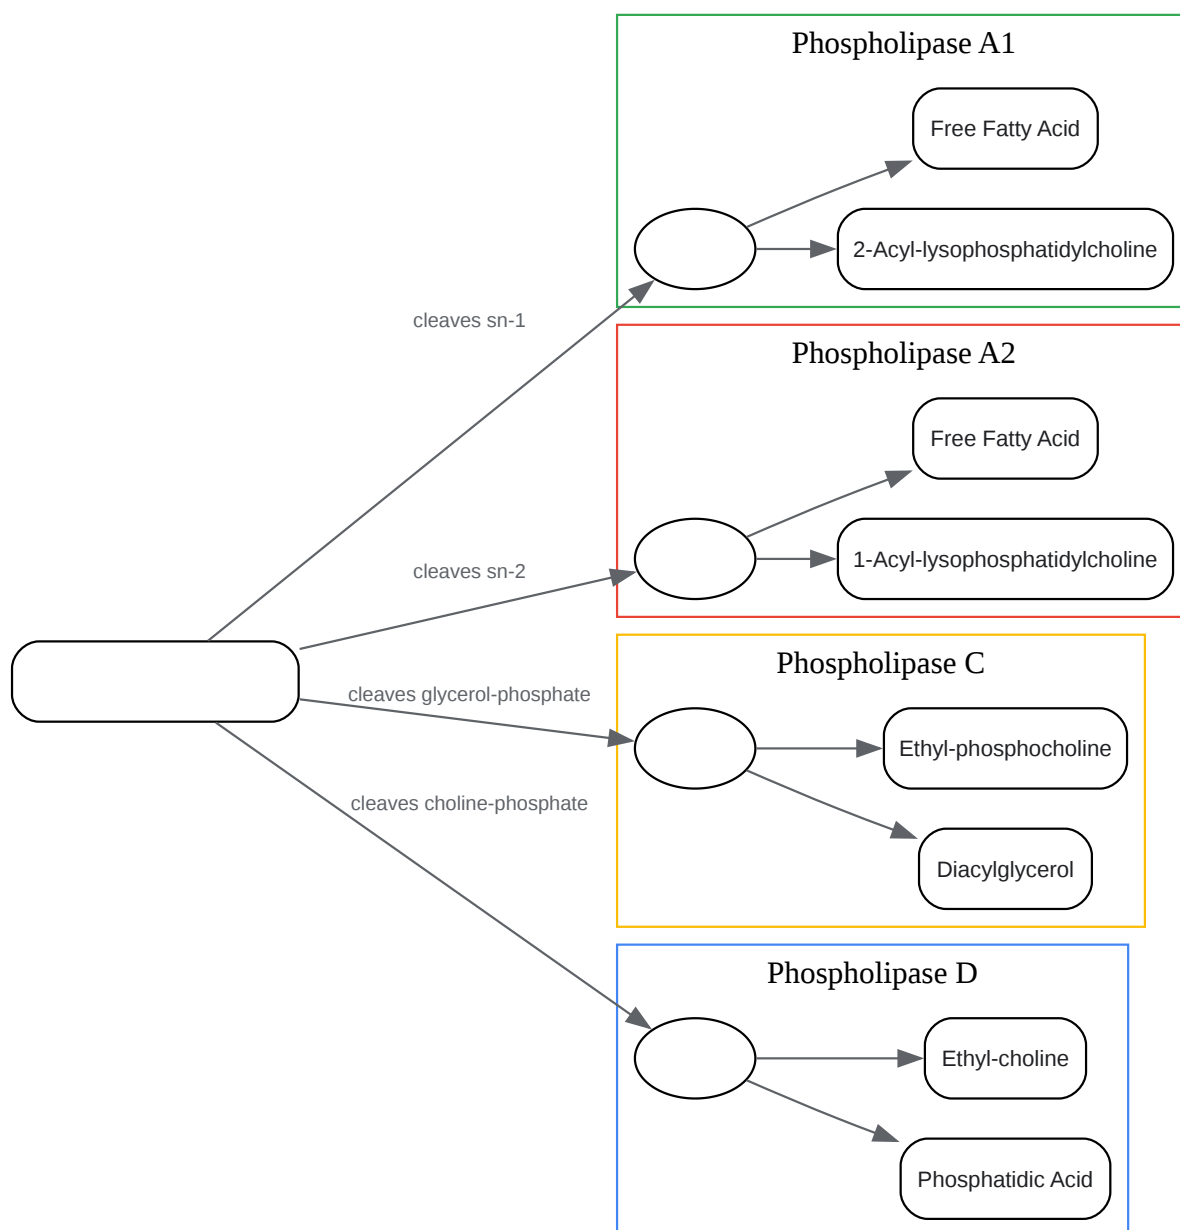 Phospholipase A1
Free Fatty Acid
2-Acyl-lysophosphatidylcholine
cleaves sn-1
Phospholipase A2
Free Fatty Acid
1-Acyl-lysophosphatidylcholine
cleaves sn-2
Phospholipase C
cleaves glycerol-phosphate
Ethyl-phosphocholine
Diacylglycerol
cleaves choline-phosphate
Phospholipase D
Ethyl-choline
Phosphatidic Acid